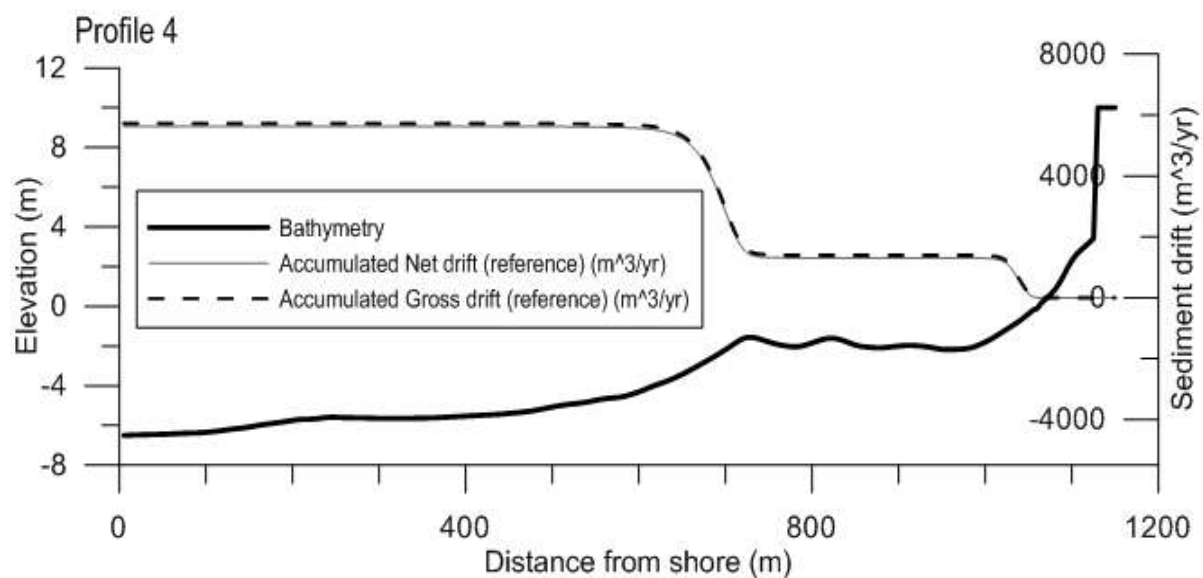 Profile 4
12
8
4
0
-4
-8
Elevation (m)
8000
4000
0
-4000
Sediment drift (m^3/yr)
Bathymetry
Accumulated Net drift (reference) (m^3/yr)
Accumulated Gross drift (reference) (m^3/yr)
0 400 800 1200
Distance from shore (m)